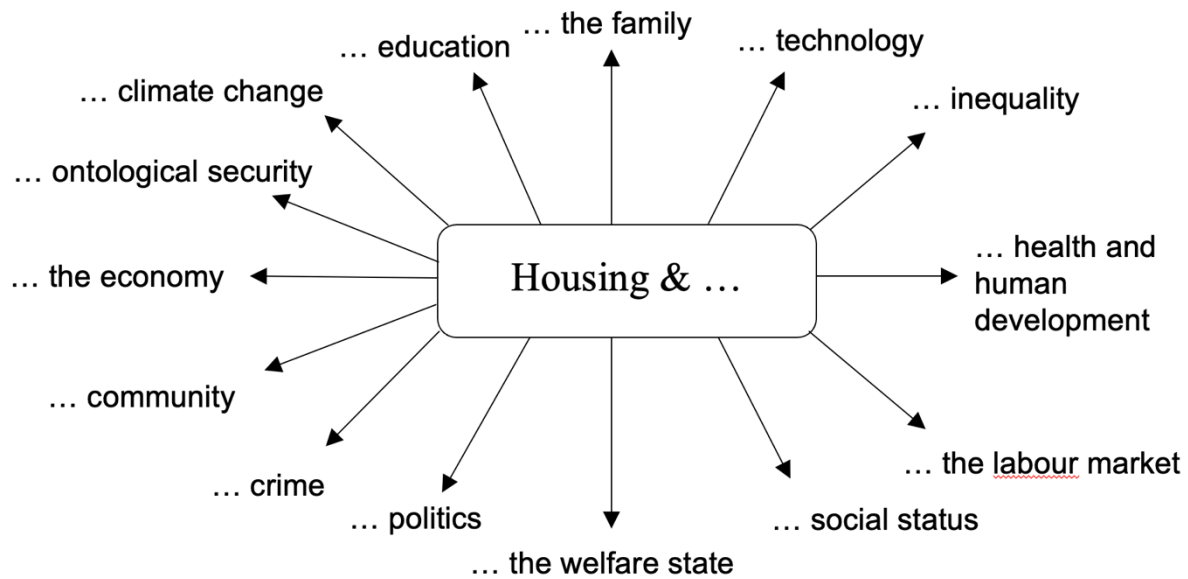 … the family
… education
… technology
… climate change
… inequality
… ontological security
… health and
human
development
… the economy
Housing & …
… community
… the labour market
… crime
… politics
… social status
… the welfare state